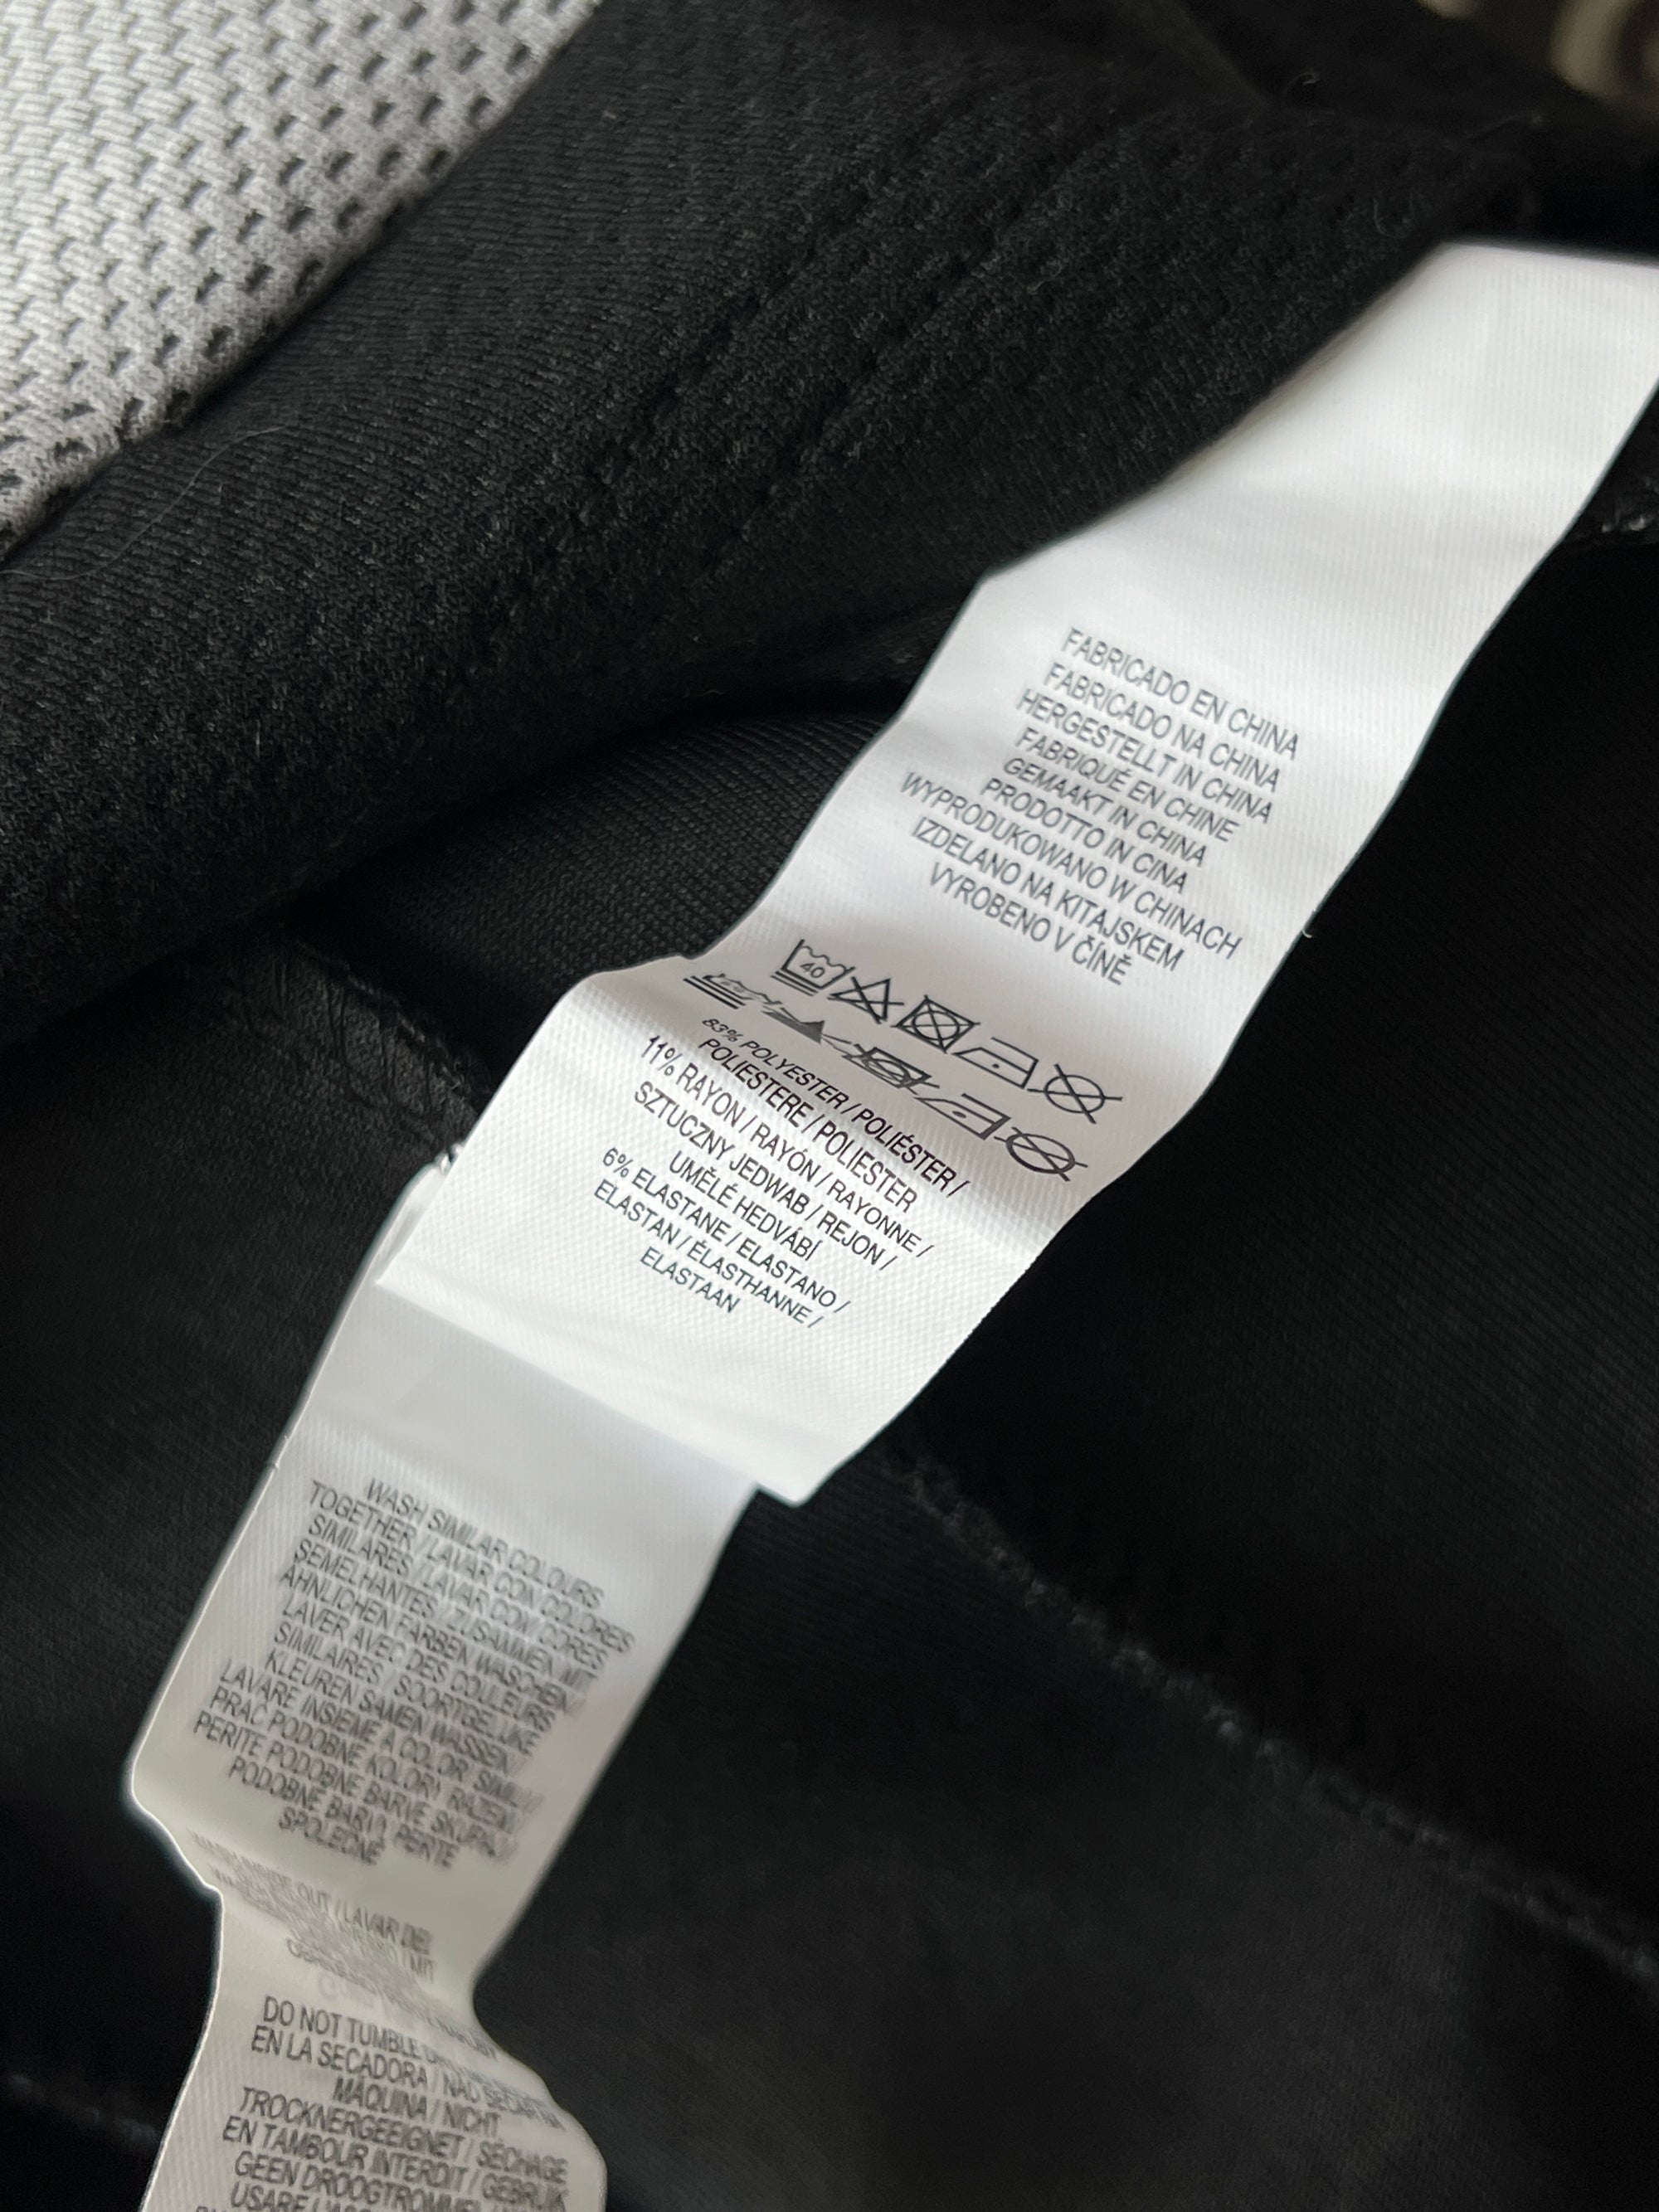 FABRICADO EN CHINA
FABRICADO NA CHINA
HERGESTELLT IN CHINA
FABRIQUÉ EN CHINE
GEMAAKT IN CHINA
PRODOTTO IN CINA
WYPRODUKOWANO W CHINACH
IZDELANO NA KITAJSKEM
VYROBENO V ČÍNĚ
40
83% POLYESTER / POLIÉSTER /
POLIESTERE / POLIESTER
11% RAYON / RAYÓN / RAYONNE /
SZTUCZNY JEDWAB / REJON /
UMĚLÉ HEDVÁBÍ
6% ELASTANE / ELASTANO /
ELASTAN / ÉLASTHANNE /
ELASTAAN
WASH SIMILAR COLOURS
TOGETHER / LAVAR CON COLORES
SIMILARES / LAVAR COM CORES
SEMELHANTES / ZUSAMMEN MIT
ÄHNLICHEN FARBEN WASCHEN /
LAVER AVEC DES COULEURS
SIMILAIRES / SOORTGELIJKE
KLEUREN SAMEN WASSEN /
LAVARE INSIEME A COLORI SIMILI /
PRAĆ PODOBNE KOLORY RAZEM /
PERITE PODOBNE BARVE SKUPAJ /
PODOBNÉ BARVY PERTE
SPOLEČNĚ
OUT / LAVAR DEL
MIT
DO NOT TUMBLE
EN LA SECADORA / NÃO SECAR NA
MÁQUINA / NICHT
TROCKNERGEEIGNET / SÉCHAGE
EN TAMBOUR INTERDIT / GEBRUIK
GEEN
USARE